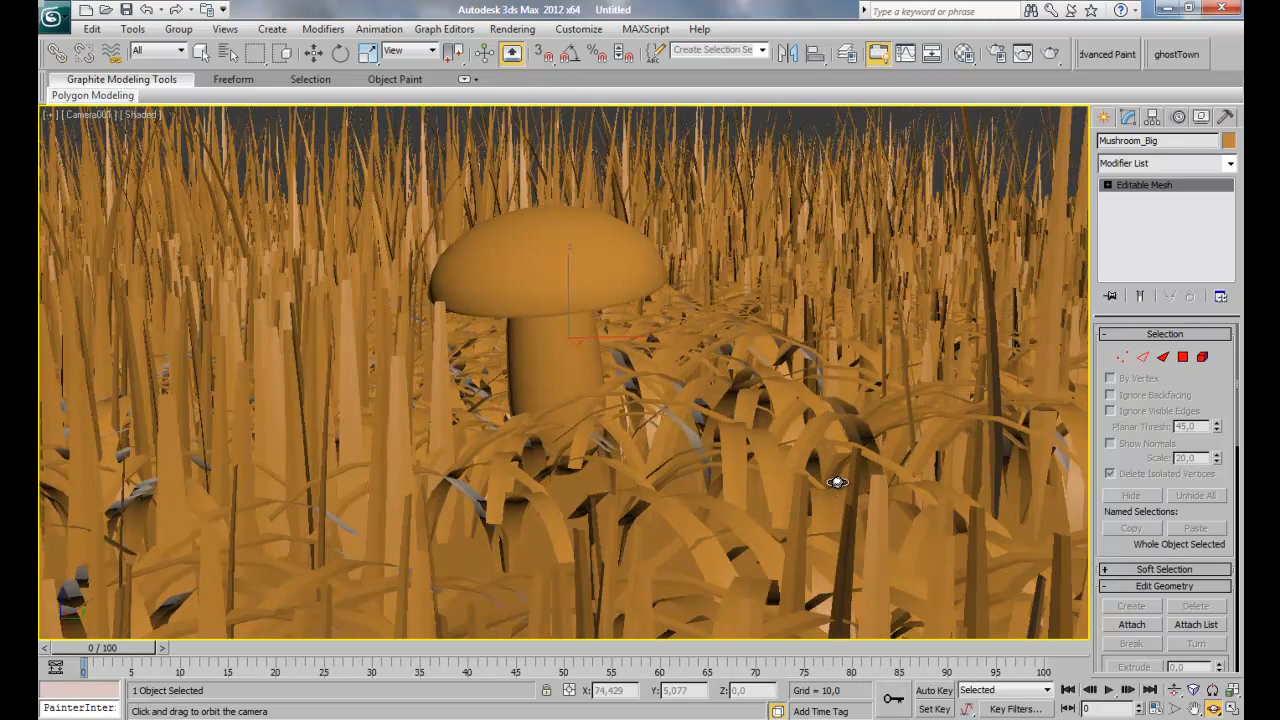 Autodesk 3ds Max 2012 x64 Untitled
Type a keyword or phrase
Edit Tools Group Views Create Modifiers Animation Graph Editors Rendering Customize MAXScript Help
All
View
3
Create Selection Se
dvanced Paint
ghostTown
Graphite Modeling Tools Freeform Selection Object Paint
Polygon Modeling
[ + ] [ Camera001 ] [ Shaded ]
Mushroom_Big
Modifier List
Editable Mesh
Selection
By Vertex
Ignore Backfacing
Ignore Visible Edges
Planar Thresh: 45,0
Show Normals
Scale: 20,0
Delete Isolated Vertices
Hide Unhide All
Named Selections:
Copy Paste
Whole Object Selected
Soft Selection
Edit Geometry
Create Delete
Attach Attach List
Break Turn
Extrude 0,0
0 / 100
0 5 10 15 20 25 30 35 40 45 50 55 60 65 70 75 80 85 90 95 100
1 Object Selected X: 74,429 Y: 5,077 Z: 0,0 Grid = 10,0 Auto Key Selected
PainterInter: Click and drag to orbit the camera Add Time Tag Set Key Key Filters... 0